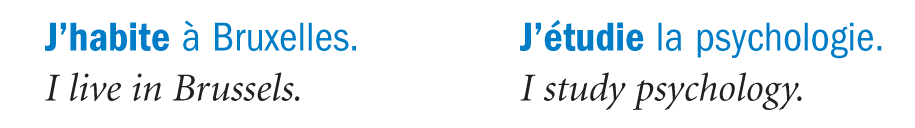 J’habite à Bruxelles.
I live in Brussels.
J’étudie la psychologie.
I study psychology.